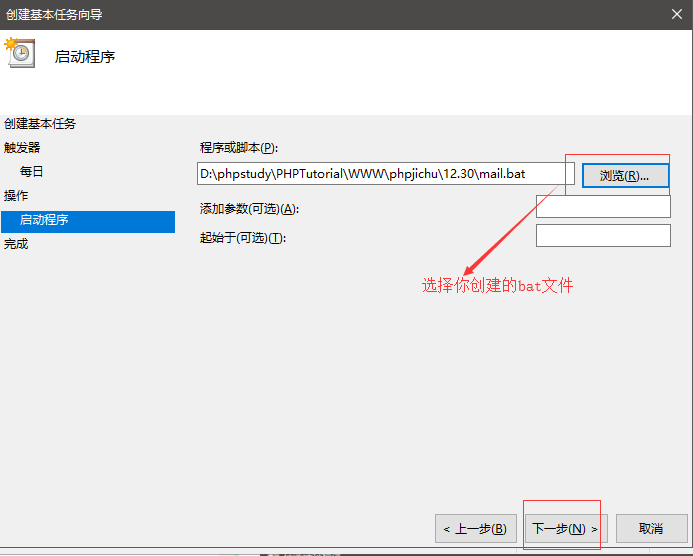 创建基本任务向导
启动程序
创建基本任务
触发器
每日
操作
启动程序
完成
程序或脚本(P):
D:\phpstudy\PHPTutorial\WWW\phpjichu\12.30\mail.bat
浏览(R)...
添加参数(可选)(A):
起始于(可选)(T):
选择你创建的bat文件
< 上一步(B)
下一步(N) >
取消